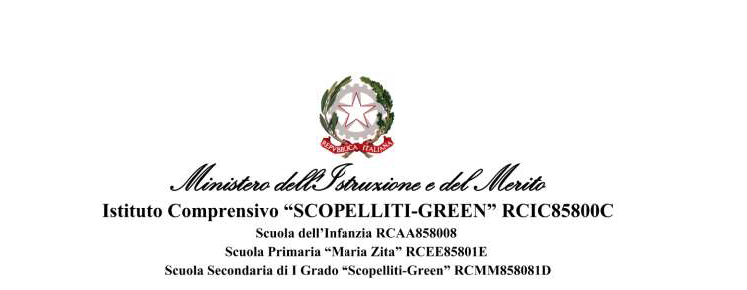 REPVBBLICA ITALIANA
Ministero dell'Istruzione e del Merito
Istituto Comprensivo “SCOPELLITI-GREEN” RCIC85800C
Scuola dell’Infanzia RCAA858008
Scuola Primaria “Maria Zita” RCEE85801E
Scuola Secondaria di I Grado “Scopelliti-Green” RCMM858081D